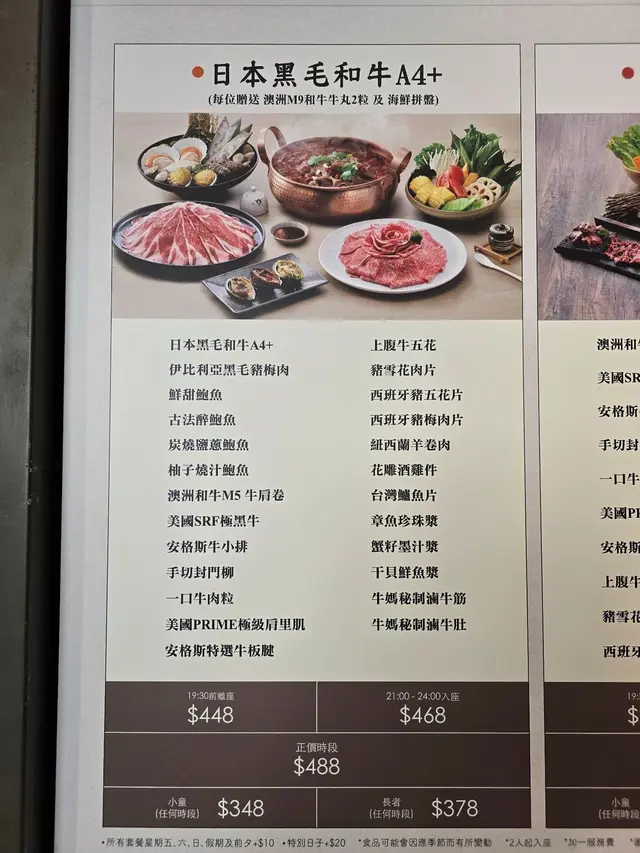 日本黑毛和牛A4+
(每位贈送 澳洲M9和牛牛丸2粒 及 海鮮拼盤)
日本黑毛和牛A4+
伊比利亞黑毛豬梅肉
鮮甜鮑魚
古法醉鮑魚
炭燒鹽蔥鮑魚
柚子燒汁鮑魚
澳洲和牛M5 牛肩卷
美國SRF極黑牛
安格斯牛小排
手切封門柳
一口牛肉粒
美國PRIME極級肩里肌
安格斯特選牛板腱
上腹牛五花
豬雪花肉片
西班牙豬五花片
西班牙豬梅肉片
紐西蘭羊卷肉
花雕酒雞件
台灣鱸魚片
章魚珍珠漿
蟹籽墨汁漿
干貝鮮魚漿
牛媽秘制滷牛筋
牛媽秘制滷牛肚
19:30前離座
$448
21:00 - 24:00入座
$468
正價時段
$488
小童
(任何時段)
$348
長者
(任何時段)
$378
•所有套餐星期五、六、日、假期及前夕+$10 •特別日子+$20 *食品可能會因應季節而有所變動 *2人起入座 *加一服務費
澳洲和牛
美國SR
安格斯
手切封
一口牛
美國P
安格斯
上腹牛
豬雪花
西班牙
19:
$
小童
(任何時段)